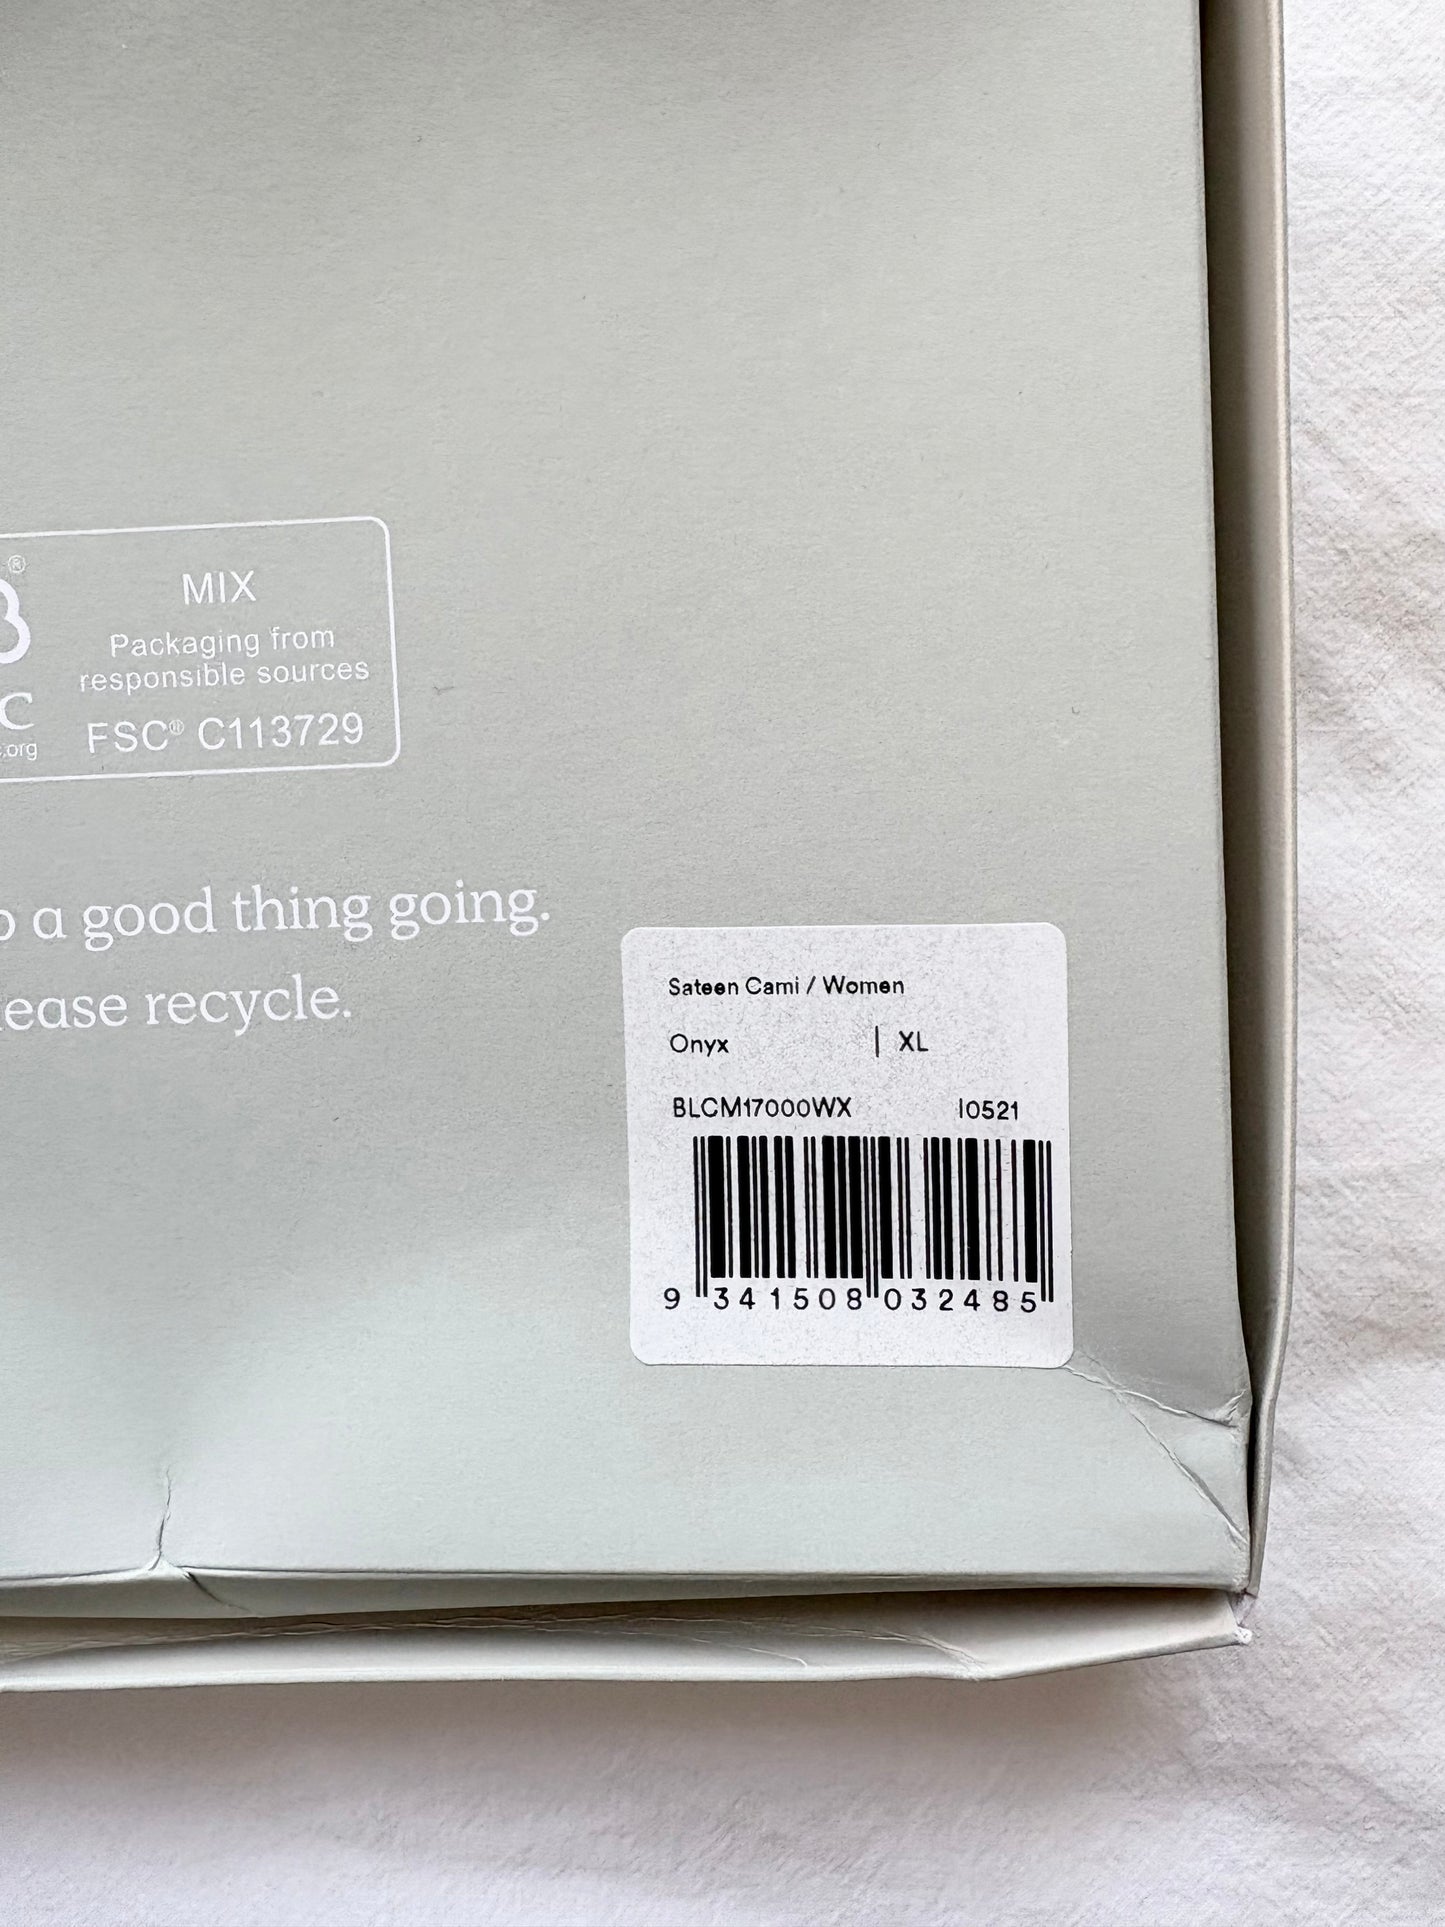 MIX
Packaging from
responsible sources
FSC® C113729
a good thing going.
recycle.
Sateen Cami / Women
Onyx | XL
BLCM17000WX I0521
9 341508 032485